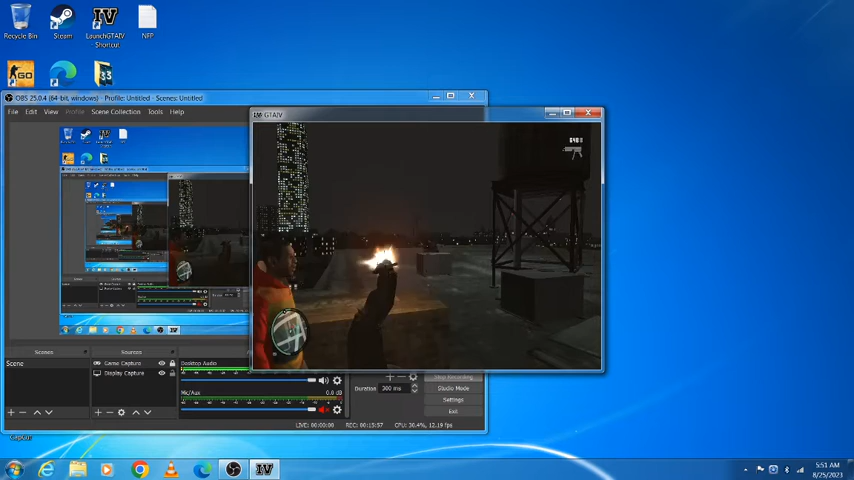 Recycle Bin
Steam
LaunchGTAIV
- Shortcut
NFP
GO
OBS 25.0.4 (64-bit, windows) - Profile: Untitled - Scenes: Untitled
File Edit View Profile Scene Collection Tools Help
GTAIV
Scenes
Sources
Scene
Game Capture
Display Capture
Desktop Audio
Mic/Aux
0.0 dB
Duration 300 ms
Stop Recording
Studio Mode
Settings
Exit
LIVE: 00:00:00
REC: 00:15:57
CPU: 30.4%, 12.19 fps
IV
5:51 AM
8/25/2023